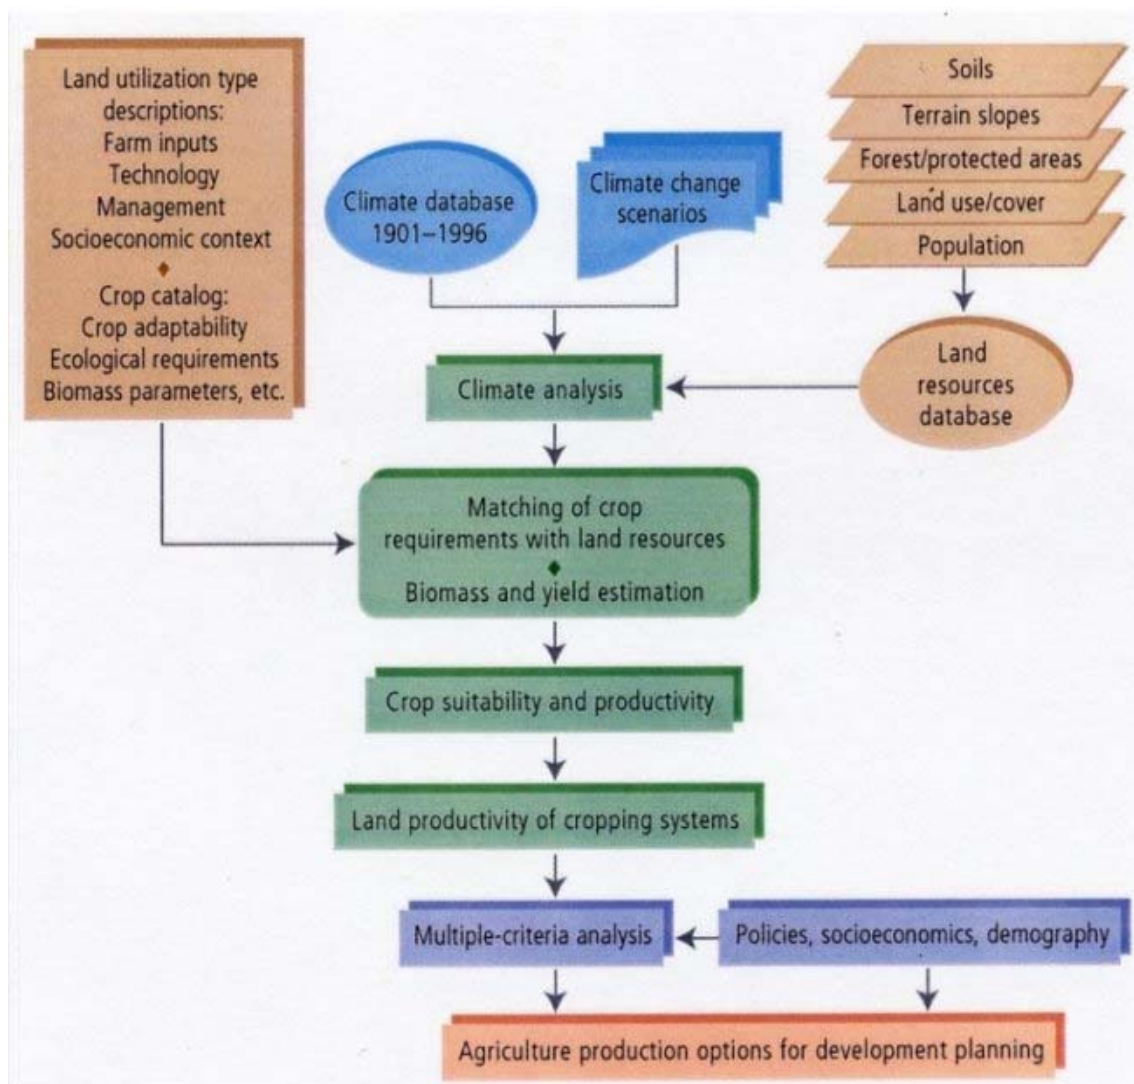 Land utilization type
descriptions:
Farm inputs
Technology
Management
Socioeconomic context
Crop catalog:
Crop adaptability
Ecological requirements
Biomass parameters, etc.
Climate database
1901–1996
Climate change
scenarios
Soils
Terrain slopes
Forest/protected areas
Land use/cover
Population
Land
resources
database
Climate analysis
Matching of crop
requirements with land resources
Biomass and yield estimation
Crop suitability and productivity
Land productivity of cropping systems
Multiple-criteria analysis
Policies, socioeconomics, demography
Agriculture production options for development planning